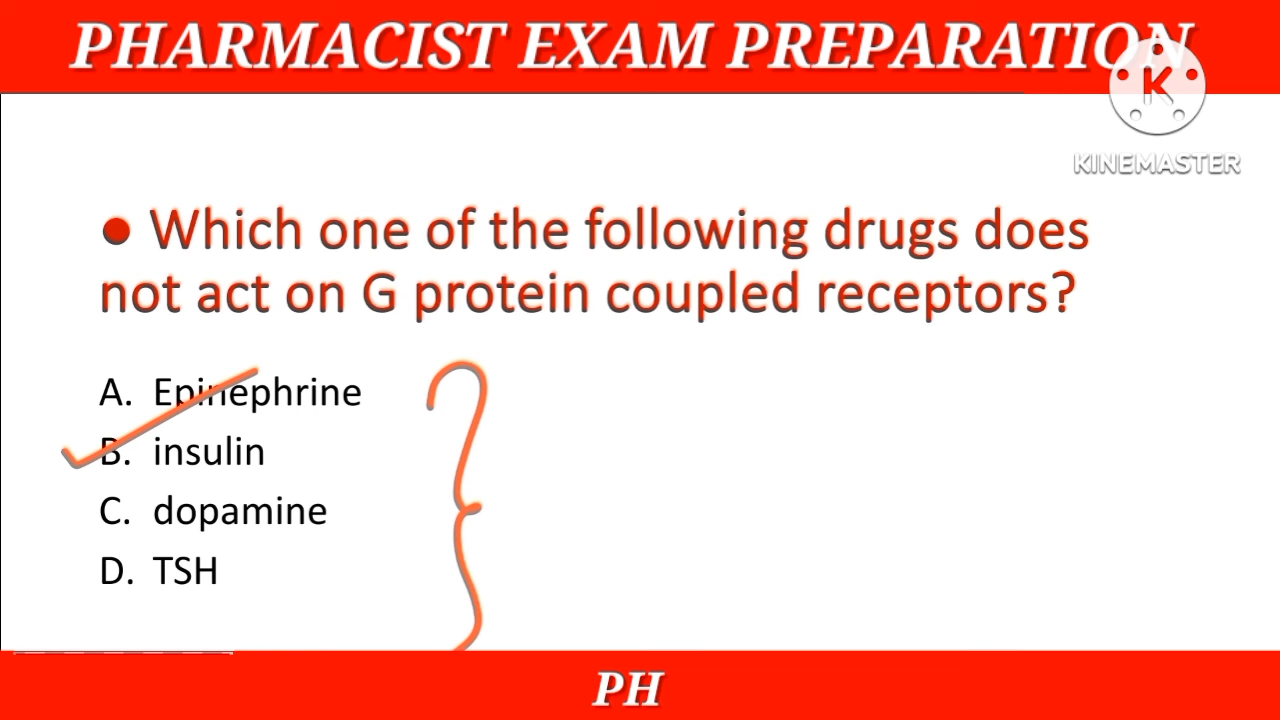 PHARMACIST EXAM PREPARATION
K
KINEMASTER
● Which one of the following drugs does
not act on G protein coupled receptors?
A. Epinephrine
B. insulin
C. dopamine
D. TSH
PH